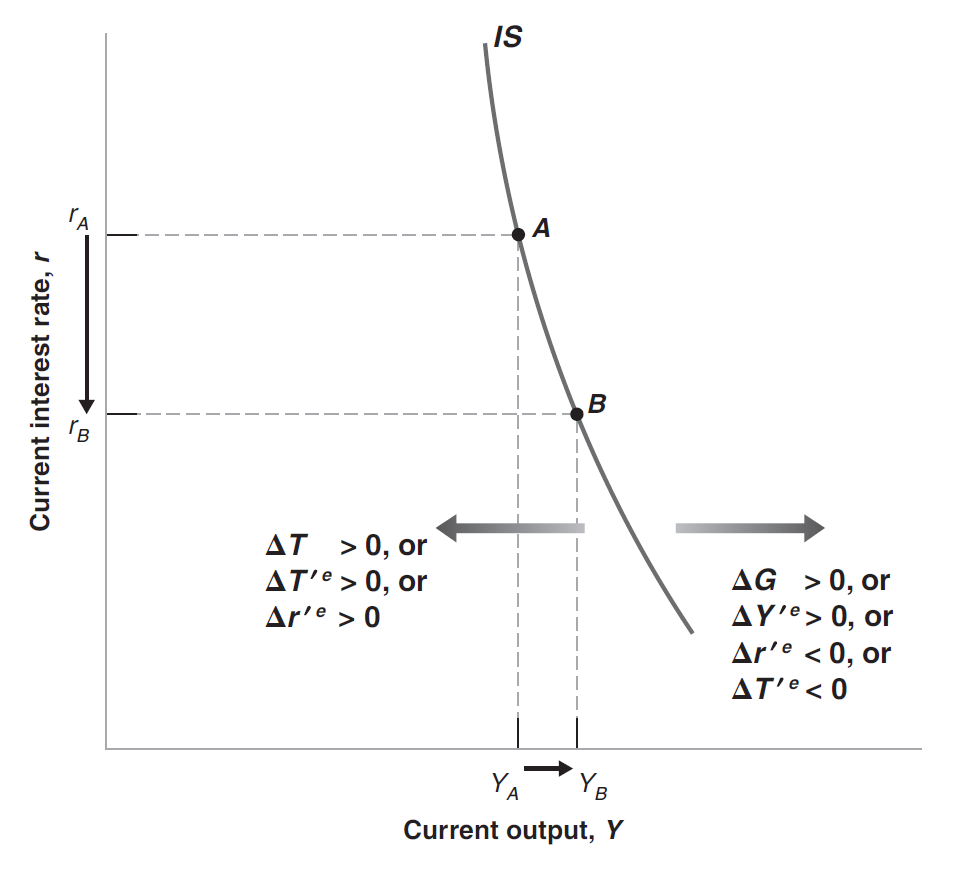 IS
r_A
A
Current interest rate, r
B
r_B
ΔT > 0, or
ΔT′ᵉ > 0, or
Δr′ᵉ > 0
ΔG > 0, or
ΔY′ᵉ > 0, or
Δr′ᵉ < 0, or
ΔT′ᵉ < 0
Y_A Y_B
Current output, Y